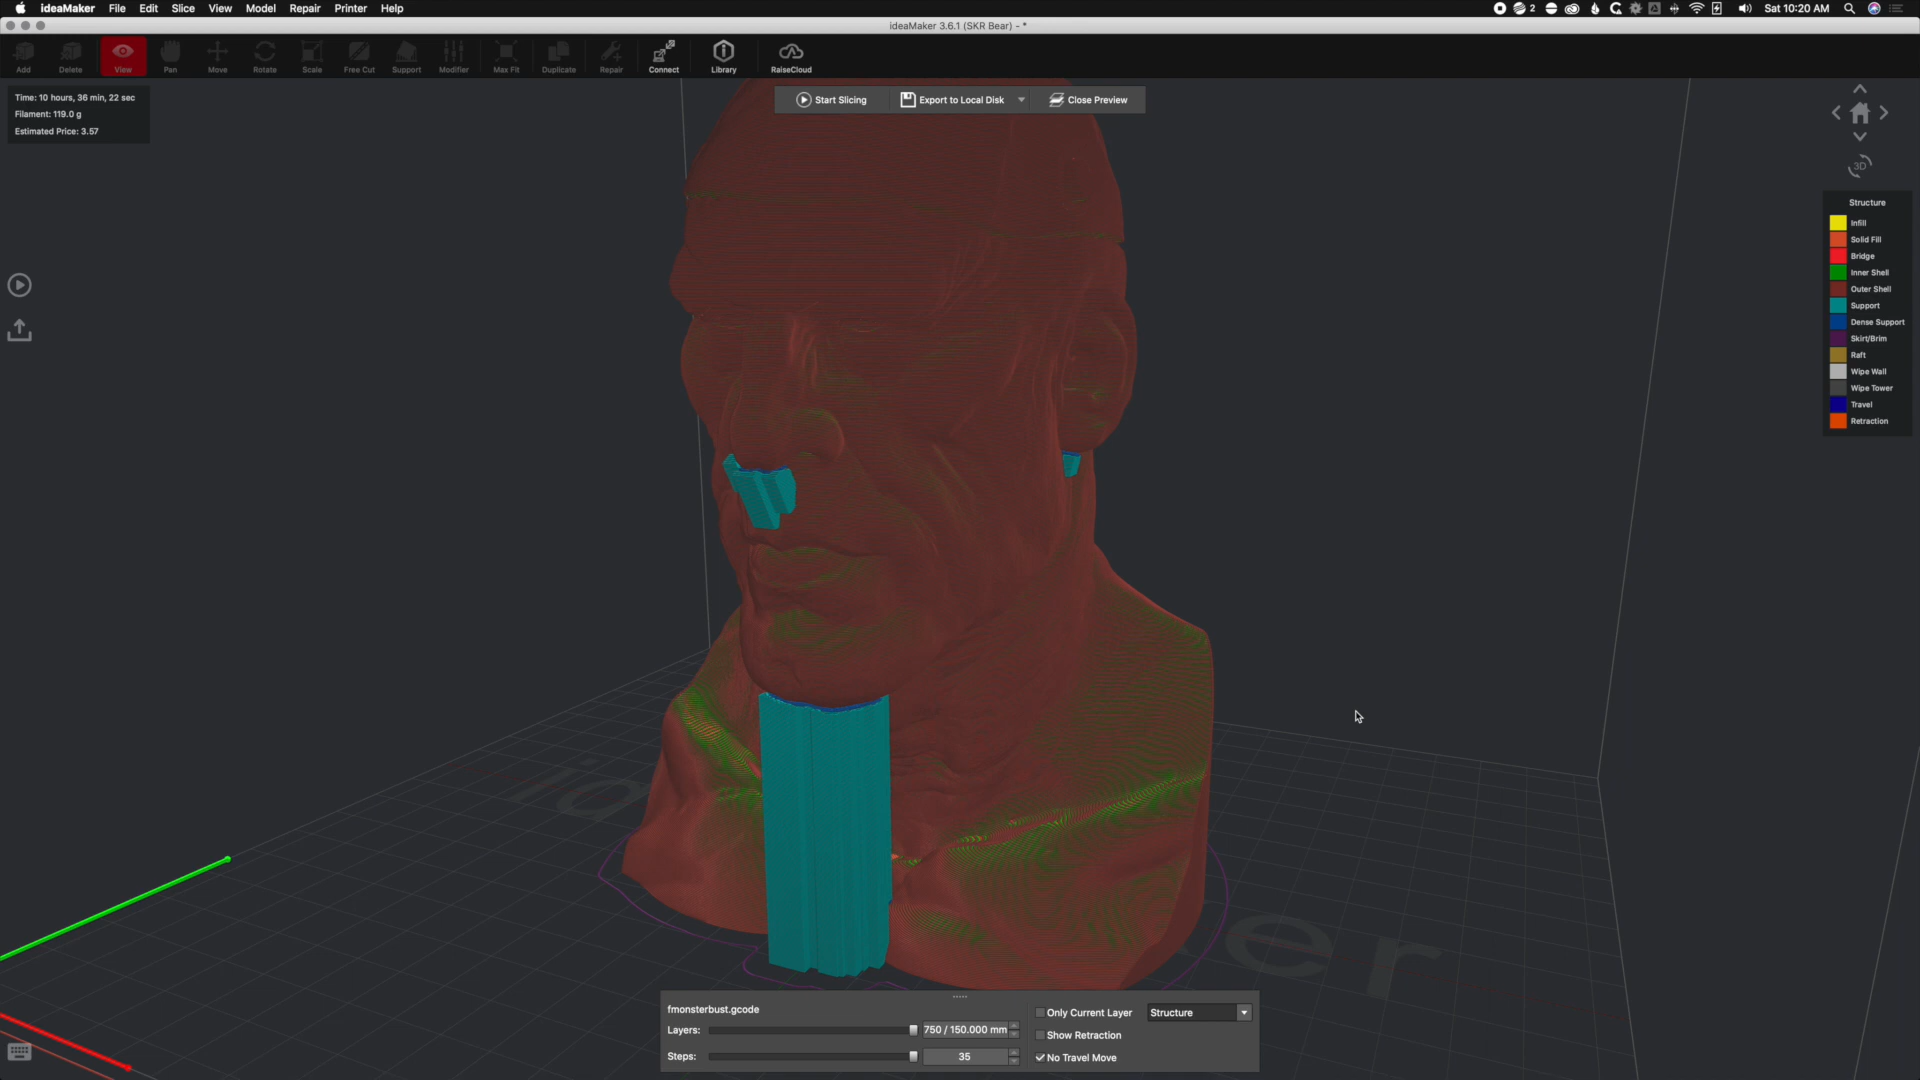 ideaMaker File Edit Slice View Model Repair Printer Help
2 Sat 10:20 AM
ideaMaker 3.6.1 (SKR Bear) - *
Add Delete View Pan Move Rotate Scale Free Cut Support Modifier Max Fit Duplicate Repair Connect Library RaiseCloud
Time: 10 hours, 36 min, 22 sec
Filament: 119.0 g
Estimated Price: 3.57
Start Slicing Export to Local Disk Close Preview
3D
Structure
Infill
Solid Fill
Bridge
Inner Shell
Outer Shell
Support
Dense Support
Skirt/Brim
Raft
Wipe Wall
Wipe Tower
Travel
Retraction
id
er
fmonsterbust.gcode
Layers: 750 / 150.000 mm
Steps: 35
Only Current Layer Structure
Show Retraction
No Travel Move